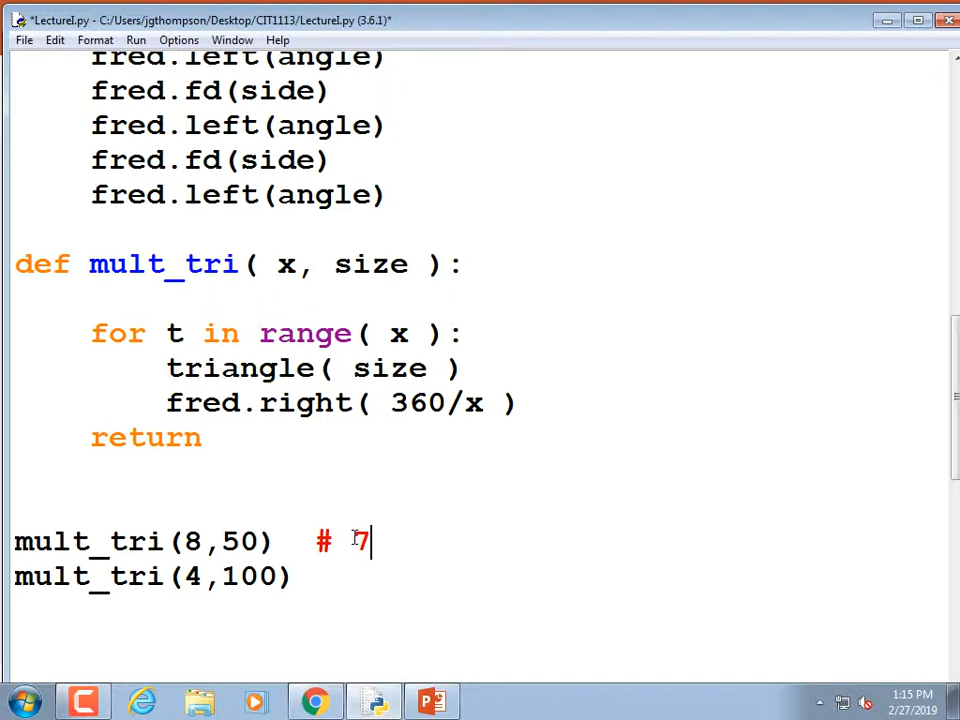 *LectureI.py - C:/Users/jgthompson/Desktop/CIT1113/LectureI.py (3.6.1)*
File Edit Format Run Options Window Help
fred.left(angle)
fred.fd(side)
fred.left(angle)
fred.fd(side)
fred.left(angle)
def mult_tri( x, size ):
for t in range( x ):
triangle( size )
fred.right( 360/x )
return
mult_tri(8,50) # 7
mult_tri(4,100)
1:15 PM
2/27/2019